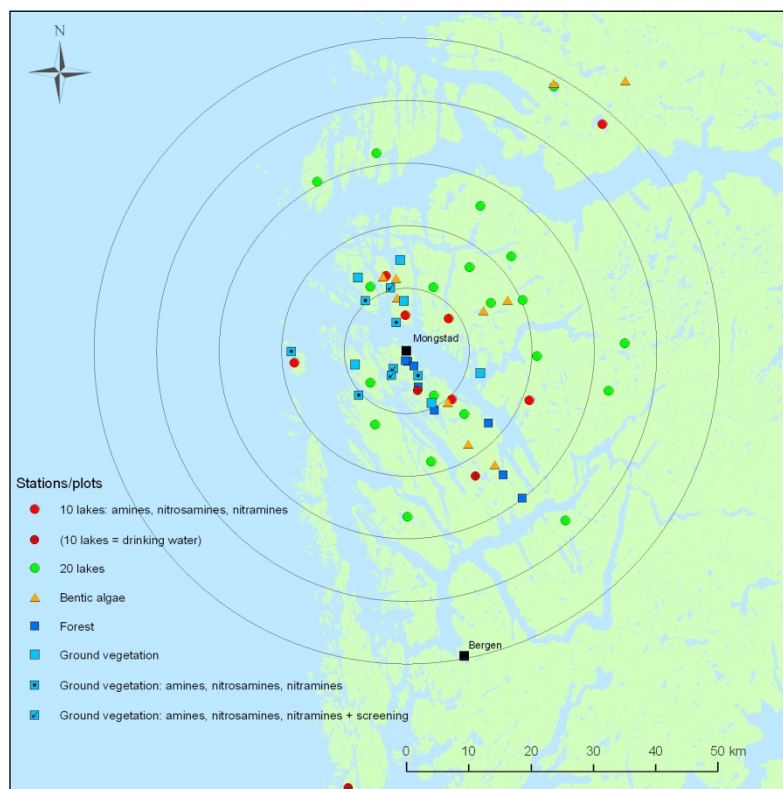 N
Mongstad
Stations/plots
10 lakes: amines, nitrosamines, nitramines
(10 lakes = drinking water)
20 lakes
Bentic algae
Forest
Ground vegetation
Bergen
Ground vegetation: amines, nitrosamines, nitramines
Ground vegetation: amines, nitrosamines, nitramines + screening
0 10 20 30 40 50 km